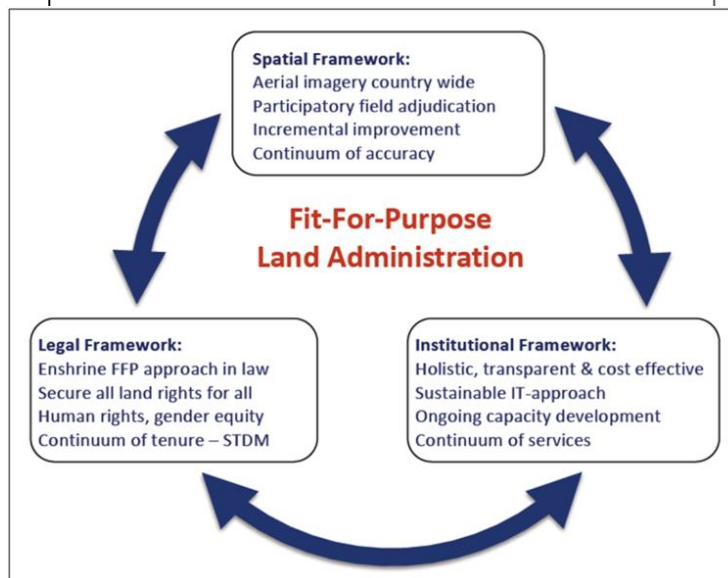 Spatial Framework:
Aerial imagery country wide
Participatory field adjudication
Incremental improvement
Continuum of accuracy
Fit-For-Purpose
Land Administration
Legal Framework:
Enshrine FFP approach in law
Secure all land rights for all
Human rights, gender equity
Continuum of tenure – STDM
Institutional Framework:
Holistic, transparent & cost effective
Sustainable IT-approach
Ongoing capacity development
Continuum of services